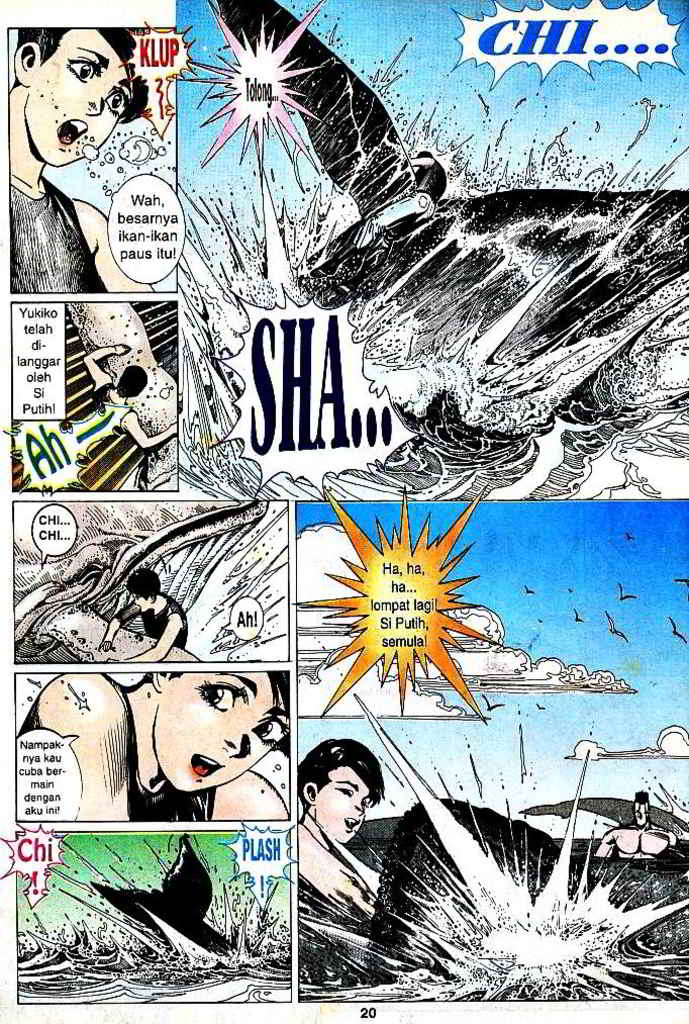 KLUP
Wah,
besarnya
ikan-ikan
paus itu!
Tolong...
CHI....
Yukiko
telah
di-
langgar
oleh
Si
Putih!
Ah
SHA...
CHI...
CHI...
Ah!
Nampak-
nya kau
cuba ber-
main
dengan
aku ini!
Chi
!
PLASH
!
Ha, ha,
ha...
lompat lagi!
Si Putih,
semula!
20